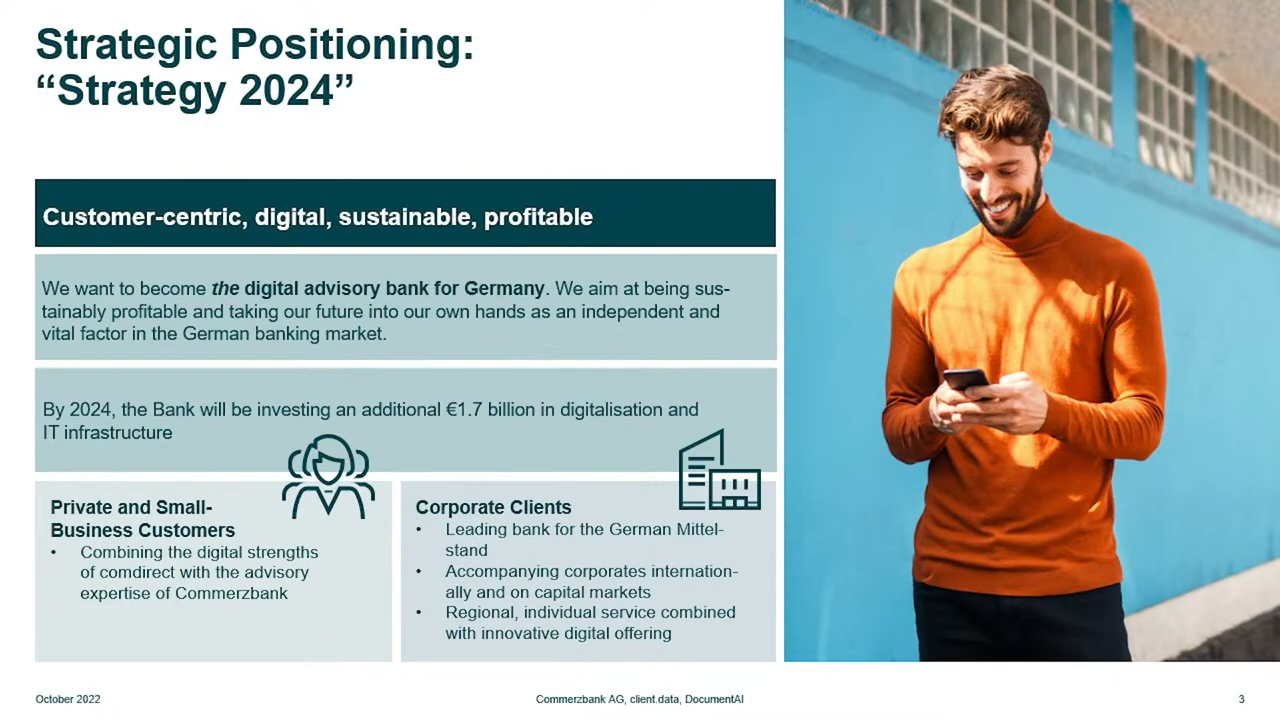 Strategic Positioning:
“Strategy 2024”
Customer-centric, digital, sustainable, profitable
We want to become the digital advisory bank for Germany. We aim at being sus-
tainably profitable and taking our future into our own hands as an independent and
vital factor in the German banking market.
By 2024, the Bank will be investing an additional €1.7 billion in digitalisation and
IT infrastructure
Private and Small-
Business Customers
• Combining the digital strengths
of comdirect with the advisory
expertise of Commerzbank
Corporate Clients
• Leading bank for the German Mittel-
stand
• Accompanying corporates internation-
ally and on capital markets
• Regional, individual service combined
with innovative digital offering
October 2022
Commerzbank AG, client.data, DocumentAI
3